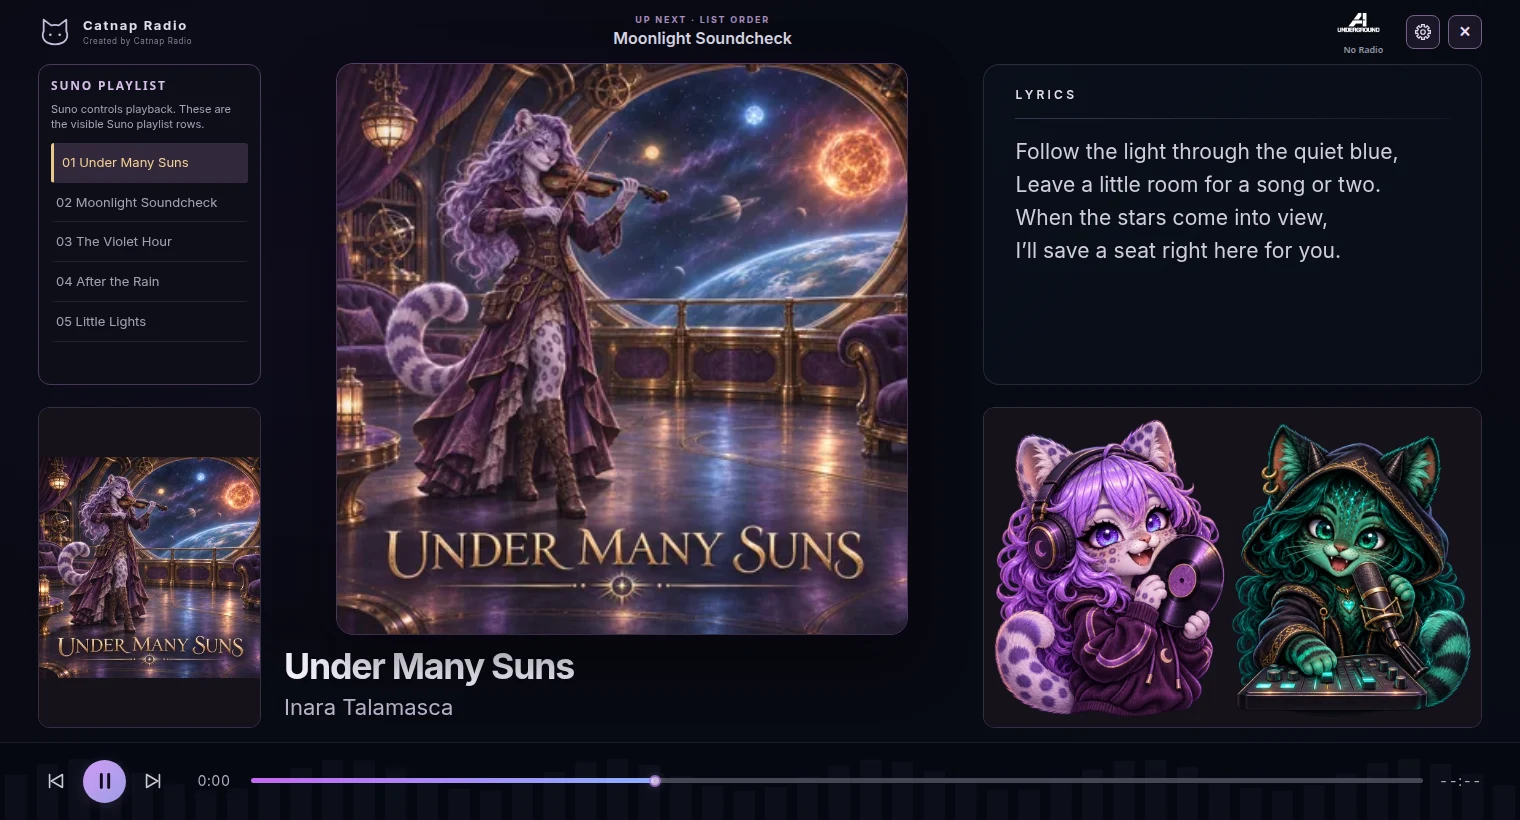 Catnap Radio
Created by Catnap Radio
UP NEXT · LIST ORDER
Moonlight Soundcheck
AI
UNDERGROUND
No Radio
×
SUNO PLAYLIST
Suno controls playback. These are
the visible Suno playlist rows.
01 Under Many Suns
02 Moonlight Soundcheck
03 The Violet Hour
04 After the Rain
05 Little Lights
UNDER MANY SUNS
UNDER MANY SUNS
Under Many Suns
Inara Talamasca
LYRICS
Follow the light through the quiet blue,
Leave a little room for a song or two.
When the stars come into view,
I’ll save a seat right here for you.
0:00
--:--